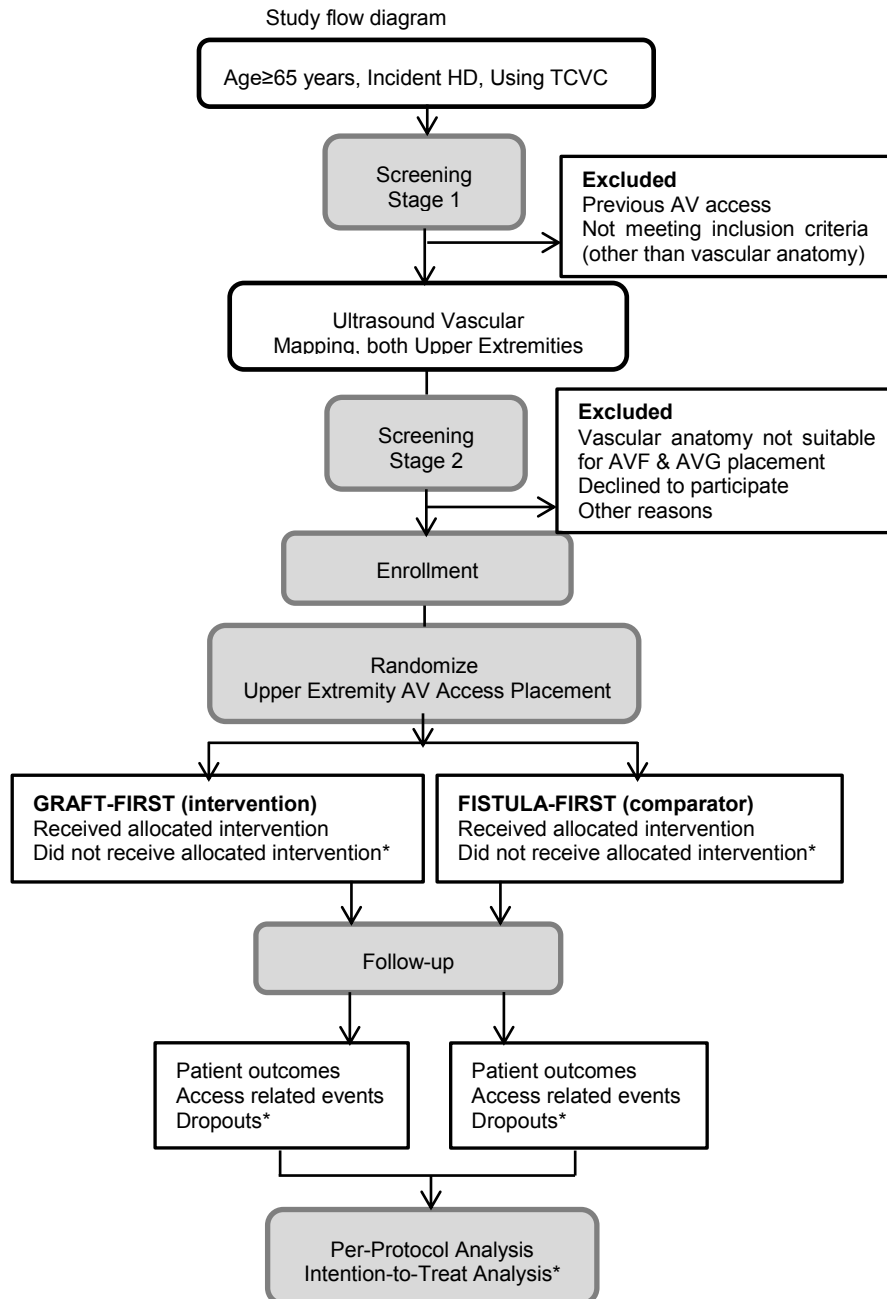 Study flow diagram
Age≥65 years, Incident HD, Using TCVC
Screening
Stage 1
Excluded
Previous AV access
Not meeting inclusion criteria
(other than vascular anatomy)
Ultrasound Vascular
Mapping, both Upper Extremities
Screening
Stage 2
Excluded
Vascular anatomy not suitable
for AVF & AVG placement
Declined to participate
Other reasons
Enrollment
Randomize
Upper Extremity AV Access Placement
GRAFT-FIRST (intervention)
Received allocated intervention
Did not receive allocated intervention*
FISTULA-FIRST (comparator)
Received allocated intervention
Did not receive allocated intervention*
Follow-up
Patient outcomes
Access related events
Dropouts*
Patient outcomes
Access related events
Dropouts*
Per-Protocol Analysis
Intention-to-Treat Analysis*